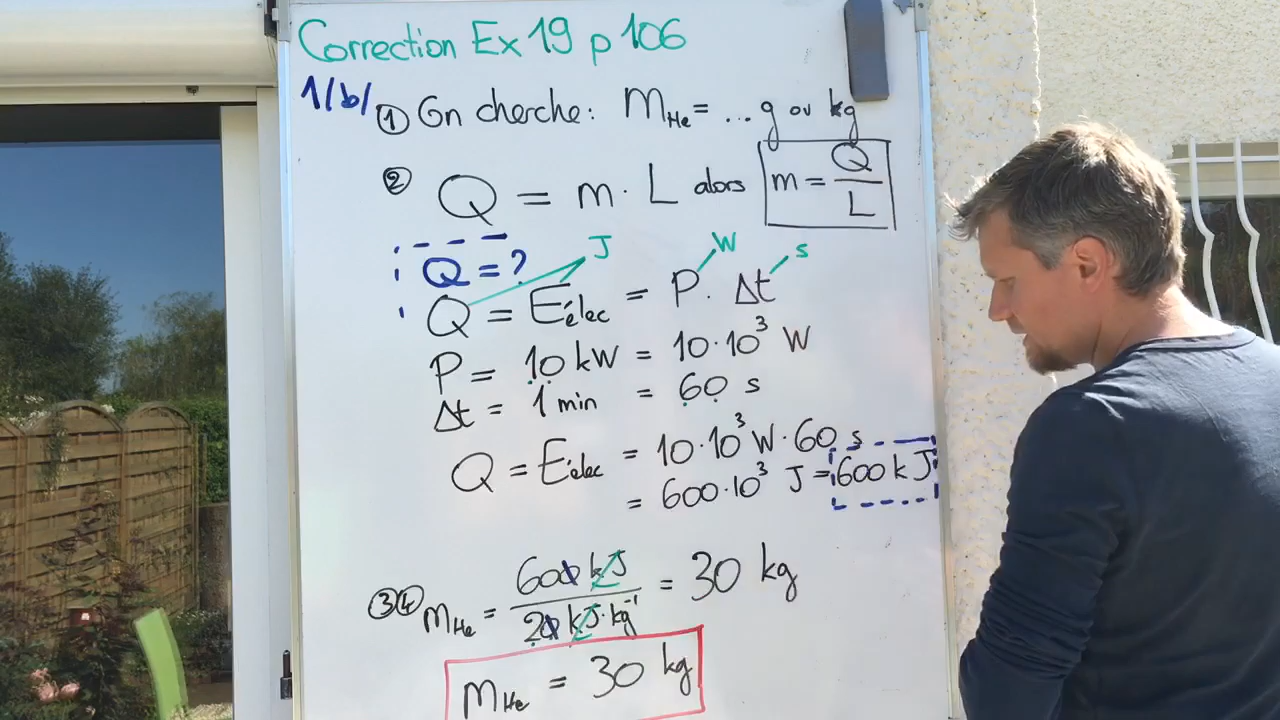 Correction Ex 19 p 106
1/b/ ① On cherche : m_He = ... g ou kg
② Q = m · L alors m = Q/L
Q = ?
J
W
s
Q = E_élec = P · Δt
P = 10 kW = 10·10³ W
Δt = 1 min = 60 s
Q = E_élec = 10·10³ W · 60 s
= 600·10³ J = 600 kJ
③④ m_He = 600 kJ / 20 kJ·kg⁻¹ = 30 kg
m_He = 30 kg